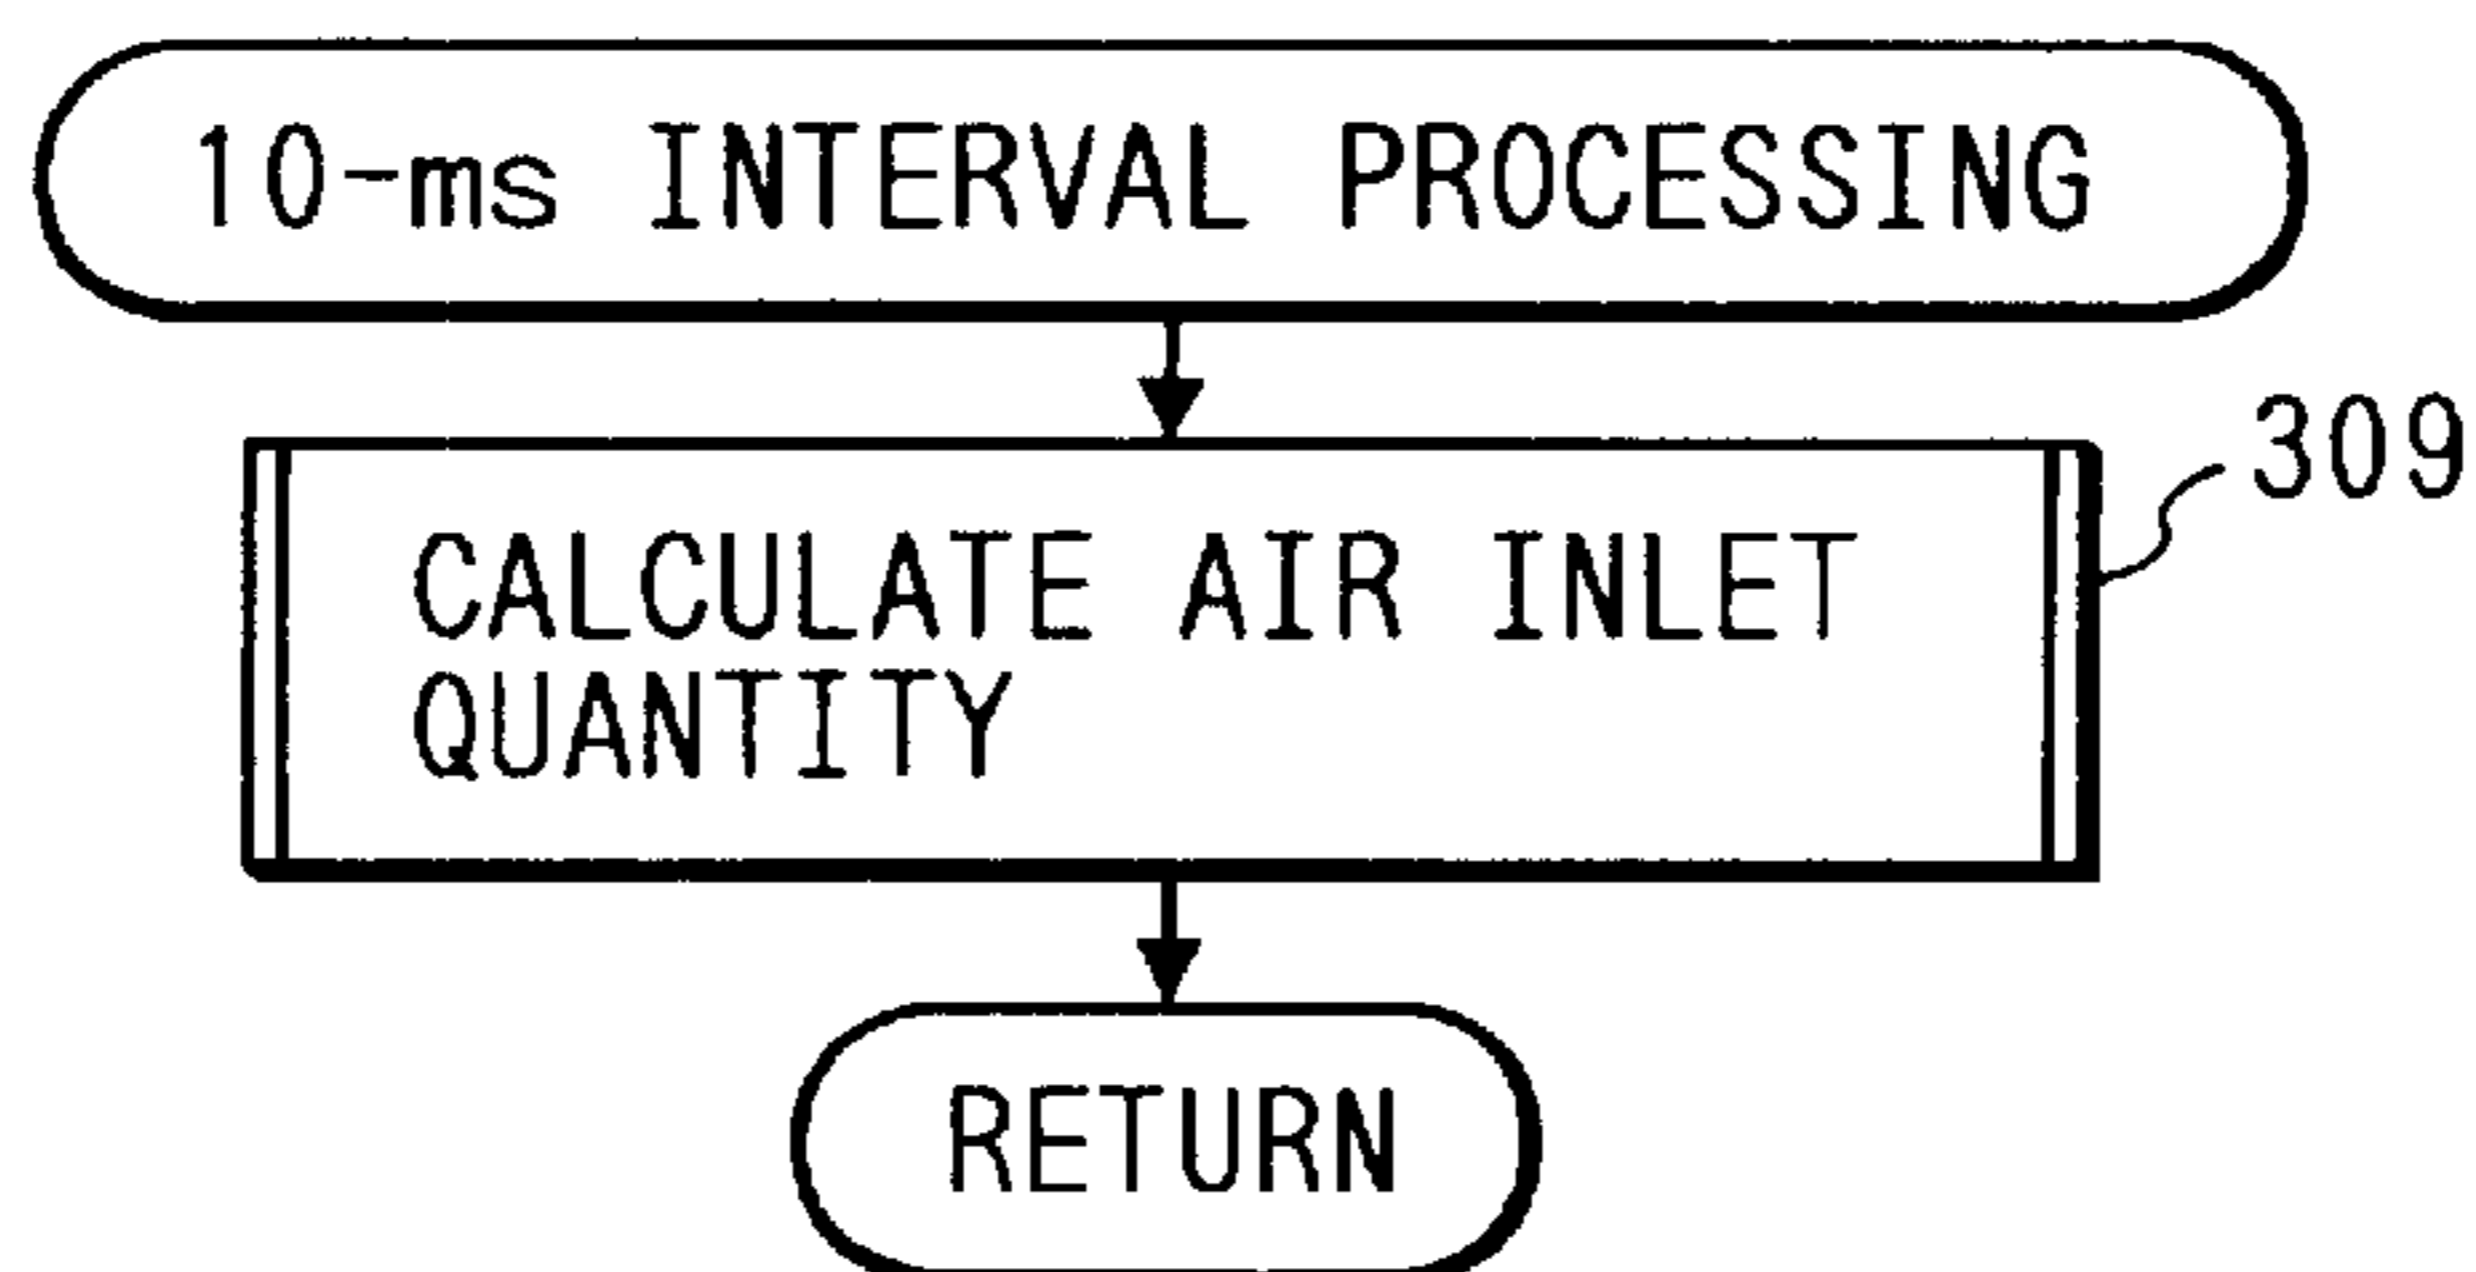 10-ms INTERVAL PROCESSING
309
CALCULATE AIR INLET
QUANTITY
RETURN